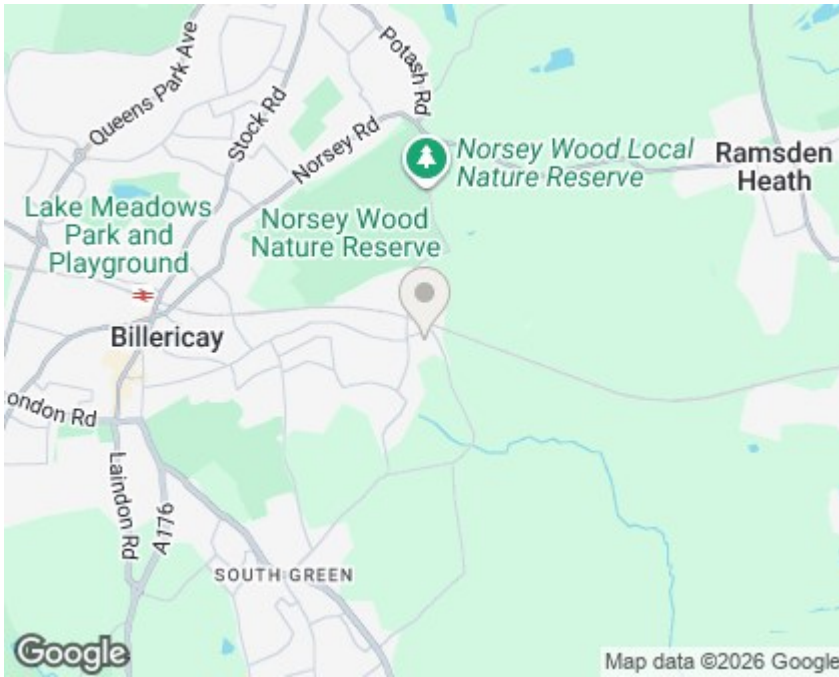 Potash Rd
Queens Park Ave
Stock Rd
Norsey Rd
Norsey Wood Local
Nature Reserve
Ramsden
Heath
Lake Meadows
Park and
Playground
Norsey Wood
Nature Reserve
Billericay
ondon Rd
Laindon Rd
A176
SOUTH GREEN
Google
Map data ©2026 Google